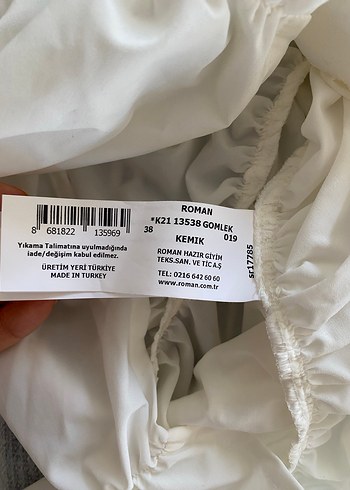 8 681822 135969
Yıkama Talimatına uyulmadığında
iade/değişim kabul edilmez.
ÜRETİM YERİ TÜRKİYE
MADE IN TURKEY
ROMAN
*K21 13538 GOMLEK
38 019
KEMIK
ROMAN HAZIR GİYİM
TEKS.SAN. VE TİC A.Ş
TEL: 0216 642 60 60
www.roman.com.tr
sr17785